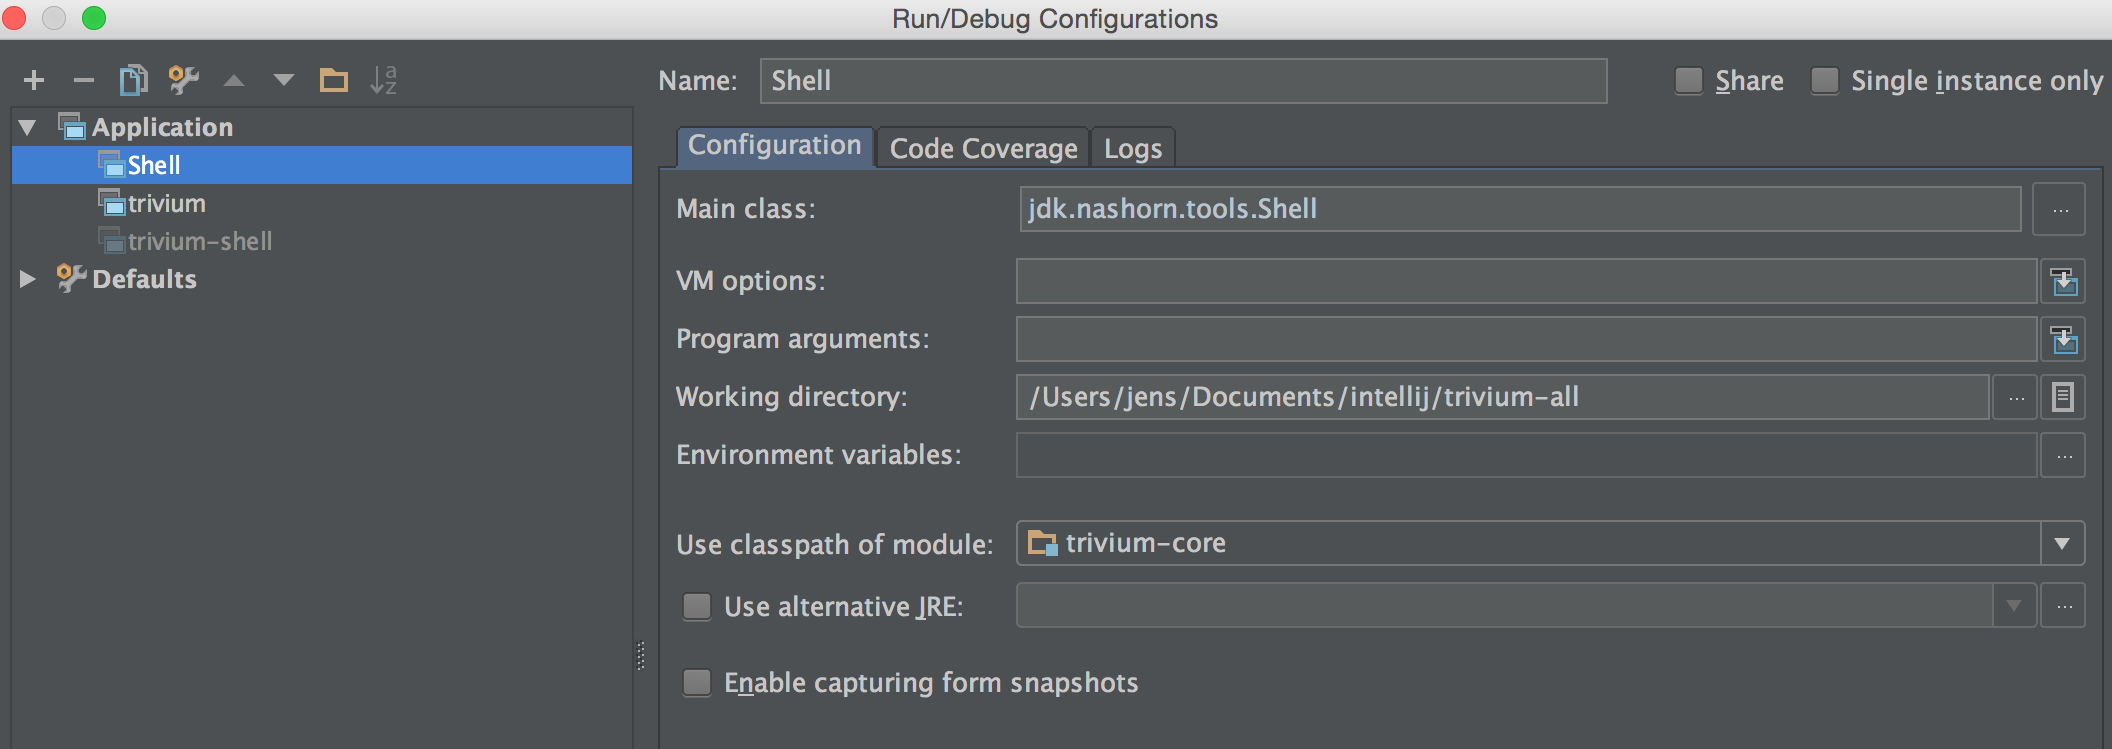 Run/Debug Configurations
Name: Shell Share Single instance only
Application
Shell
trivium
trivium-shell
Defaults
Configuration Code Coverage Logs
Main class: jdk.nashorn.tools.Shell ...
VM options:
Program arguments:
Working directory: /Users/jens/Documents/intellij/trivium-all ...
Environment variables: ...
Use classpath of module: trivium-core
Use alternative JRE: ...
Enable capturing form snapshots